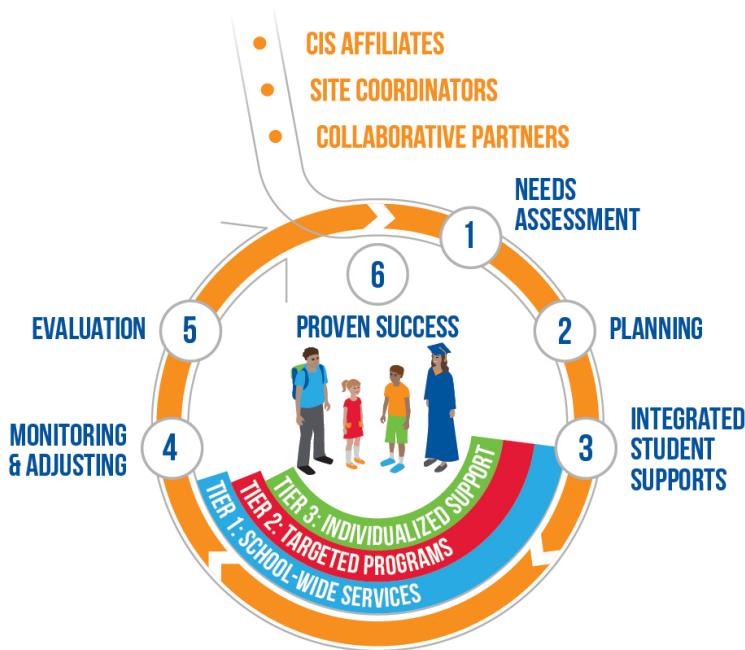 CIS AFFILIATES
SITE COORDINATORS
COLLABORATIVE PARTNERS
1
NEEDS
ASSESSMENT
6
PROVEN SUCCESS
2
PLANNING
3
INTEGRATED
STUDENT
SUPPORTS
EVALUATION
5
MONITORING
& ADJUSTING
4
TIER 3: INDIVIDUALIZED SUPPORT
TIER 2: TARGETED PROGRAMS
TIER 1: SCHOOL-WIDE SERVICES